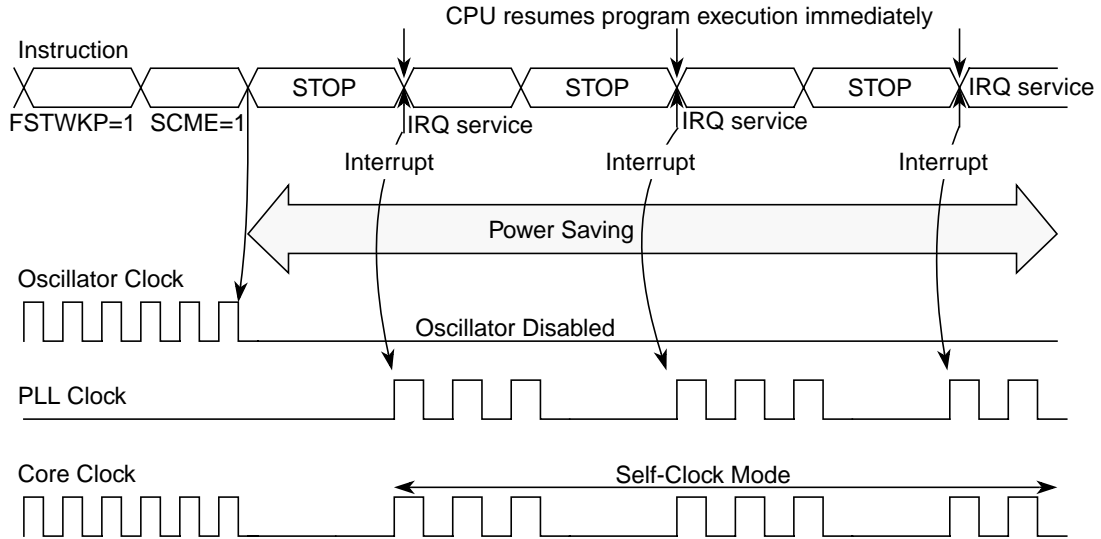 CPU resumes program execution immediately
Instruction
STOP
STOP
STOP
IRQ service
FSTWKP=1
SCME=1
IRQ service
IRQ service
Interrupt
Interrupt
Interrupt
Power Saving
Oscillator Clock
Oscillator Disabled
PLL Clock
Core Clock
Self-Clock Mode